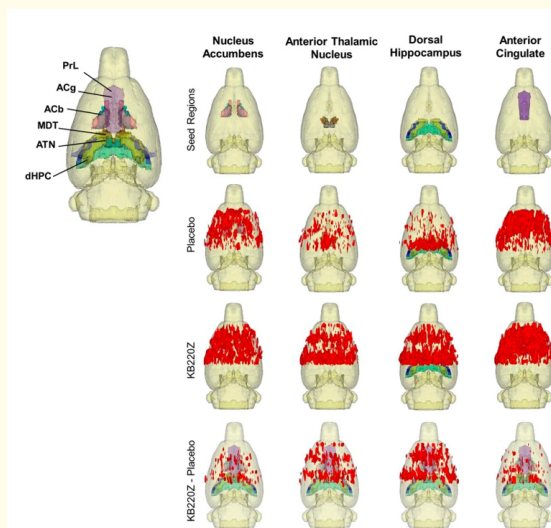 Nucleus
Accumbens
Anterior Thalamic
Nucleus
Dorsal
Hippocampus
Anterior
Cingulate
PrL
ACg
ACb
MDT
ATN
dHPC
Seed Regions
Placebo
KB220Z
KB220Z - Placebo